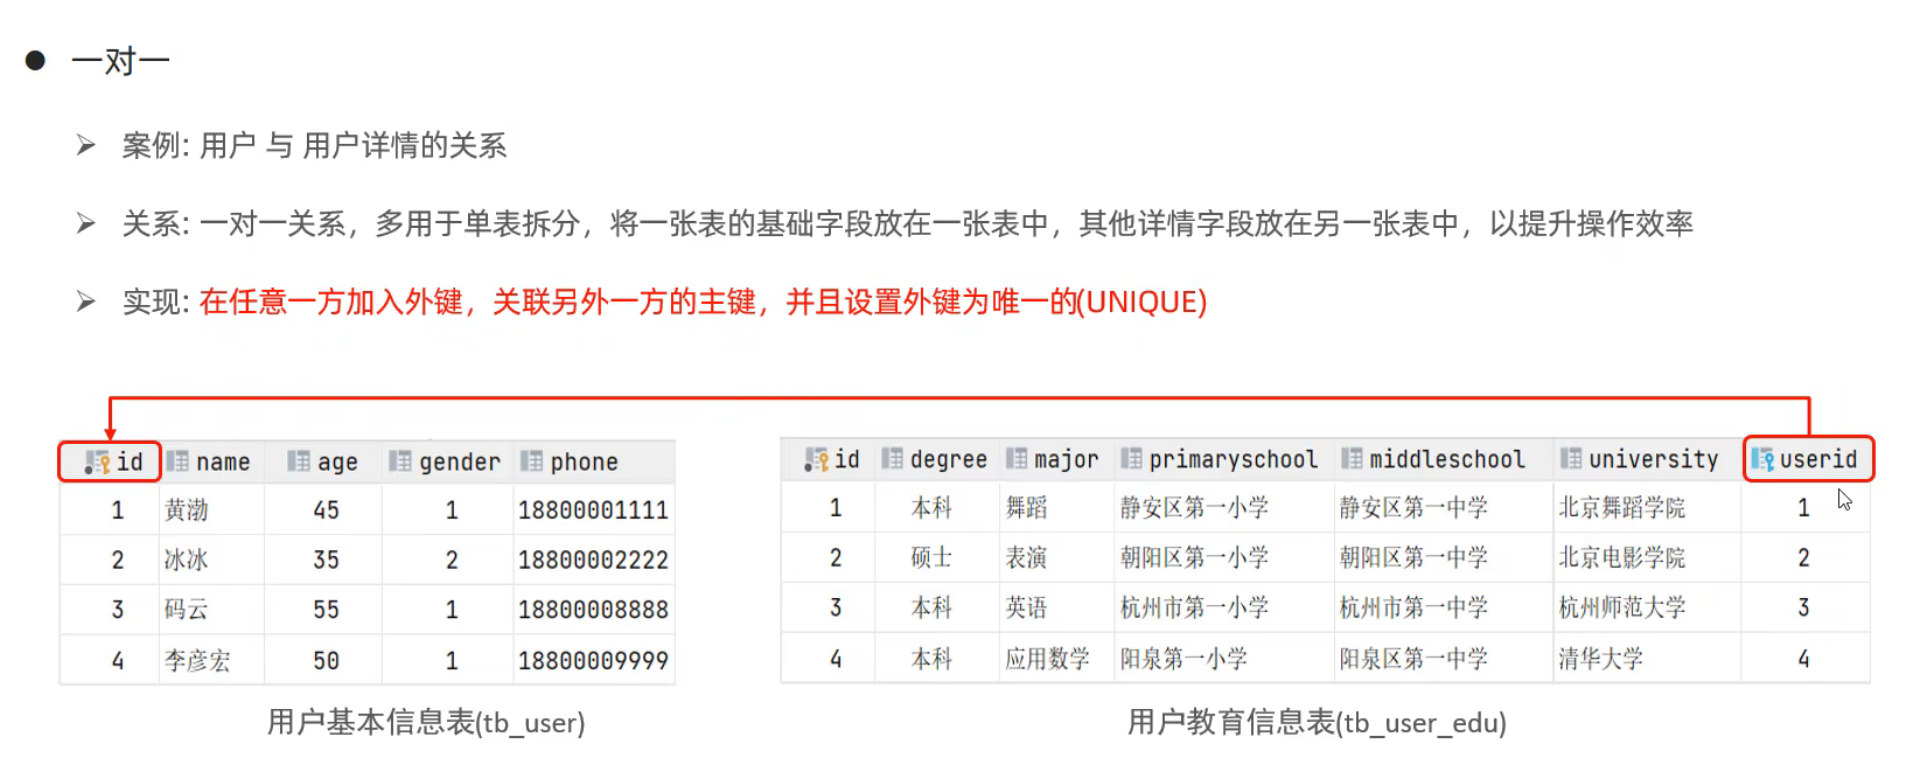 ● 一对一
➢ 案例: 用户 与 用户详情的关系
➢ 关系: 一对一关系，多用于单表拆分，将一张表的基础字段放在一张表中，其他详情字段放在另一张表中，以提升操作效率
➢ 实现: 在任意一方加入外键，关联另外一方的主键，并且设置外键为唯一的(UNIQUE)
id name age gender phone
1 黄渤 45 1 18800001111
2 冰冰 35 2 18800002222
3 码云 55 1 18800008888
4 李彦宏 50 1 18800009999
用户基本信息表(tb_user)
id degree major primaryschool middleschool university userid
1 本科 舞蹈 静安区第一小学 静安区第一中学 北京舞蹈学院 1
2 硕士 表演 朝阳区第一小学 朝阳区第一中学 北京电影学院 2
3 本科 英语 杭州市第一小学 杭州市第一中学 杭州师范大学 3
4 本科 应用数学 阳泉第一小学 阳泉区第一中学 清华大学 4
用户教育信息表(tb_user_edu)